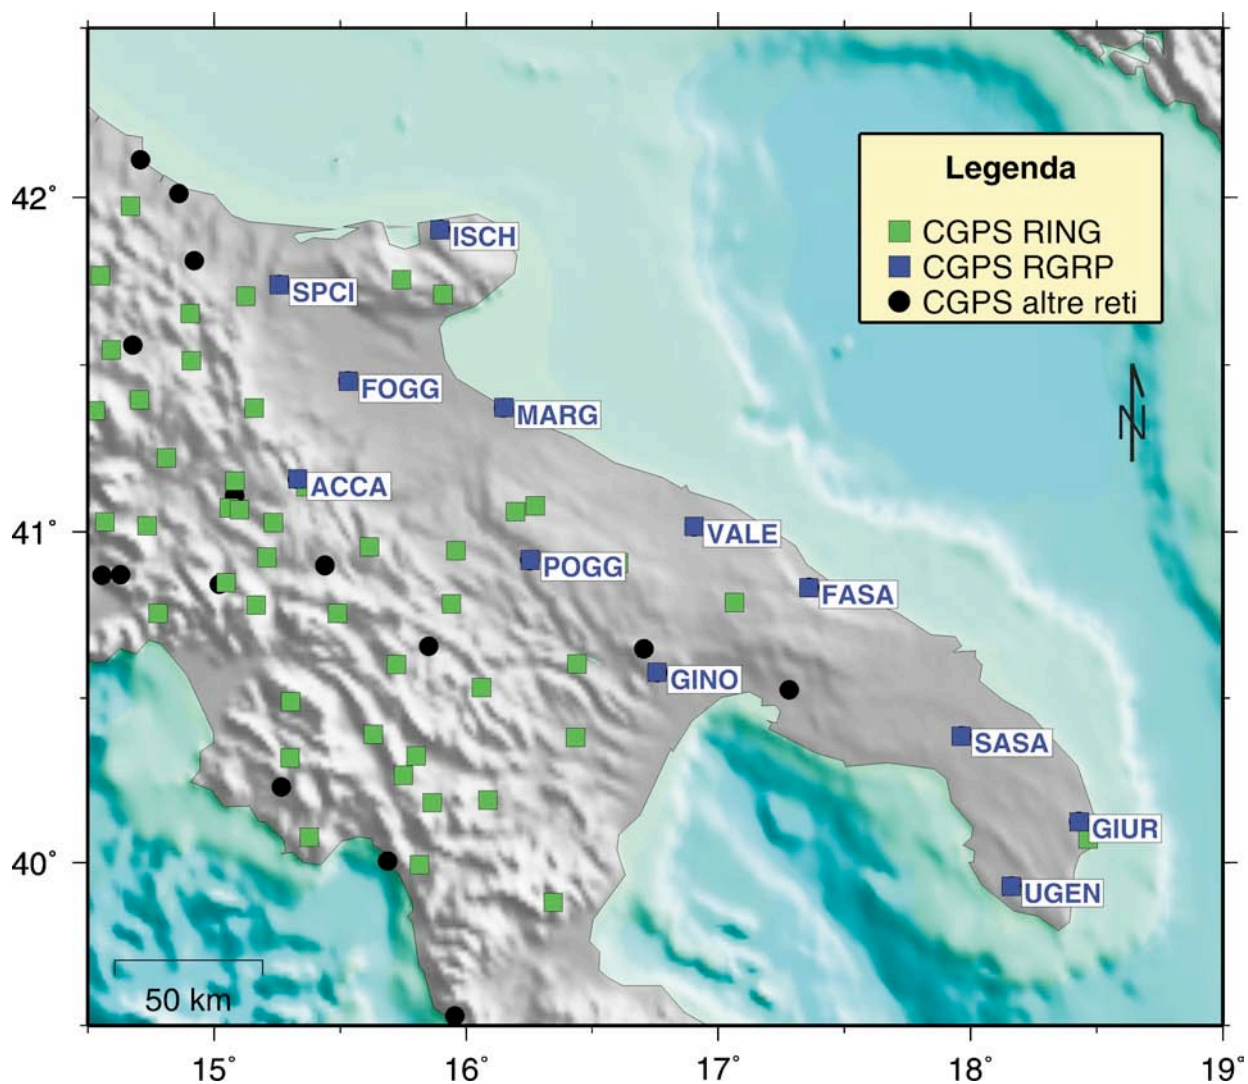 Legenda
CGPS RING
CGPS RGRP
CGPS altre reti
42°
41°
40°
ISCH
SPCI
FOGG
MARG
ACCA
VALE
POGG
FASA
GINO
SASA
GIUR
UGEN
N
50 km
15°
16°
17°
18°
19°